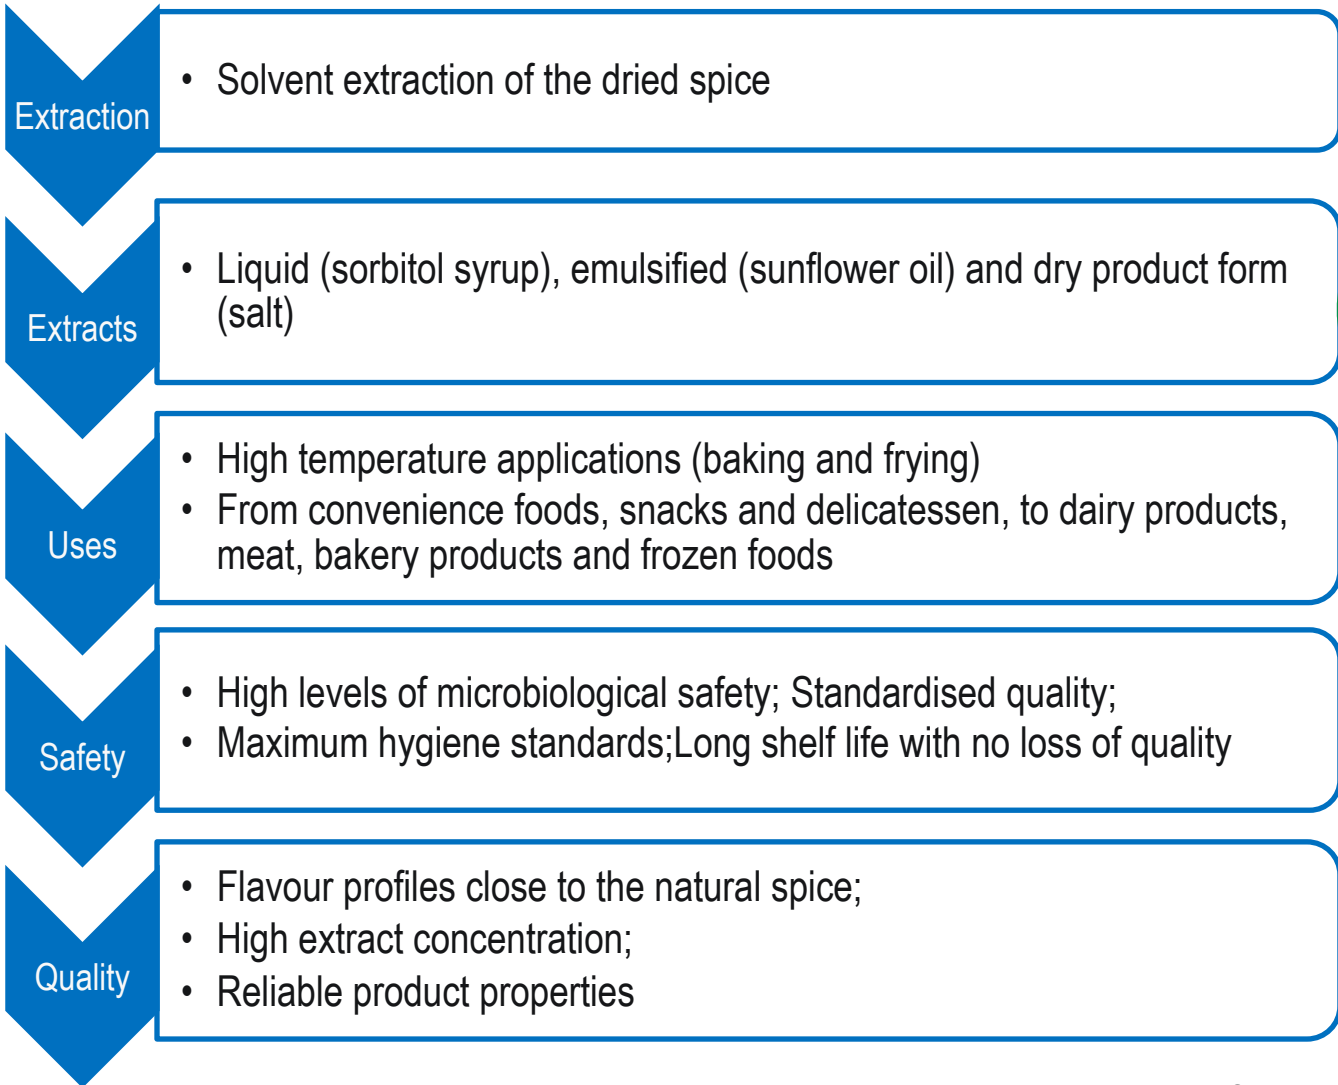 Extraction
• Solvent extraction of the dried spice
Extracts
• Liquid (sorbitol syrup), emulsified (sunflower oil) and dry product form
(salt)
Uses
• High temperature applications (baking and frying)
• From convenience foods, snacks and delicatessen, to dairy products,
meat, bakery products and frozen foods
Safety
• High levels of microbiological safety; Standardised quality;
• Maximum hygiene standards;Long shelf life with no loss of quality
Quality
• Flavour profiles close to the natural spice;
• High extract concentration;
• Reliable product properties